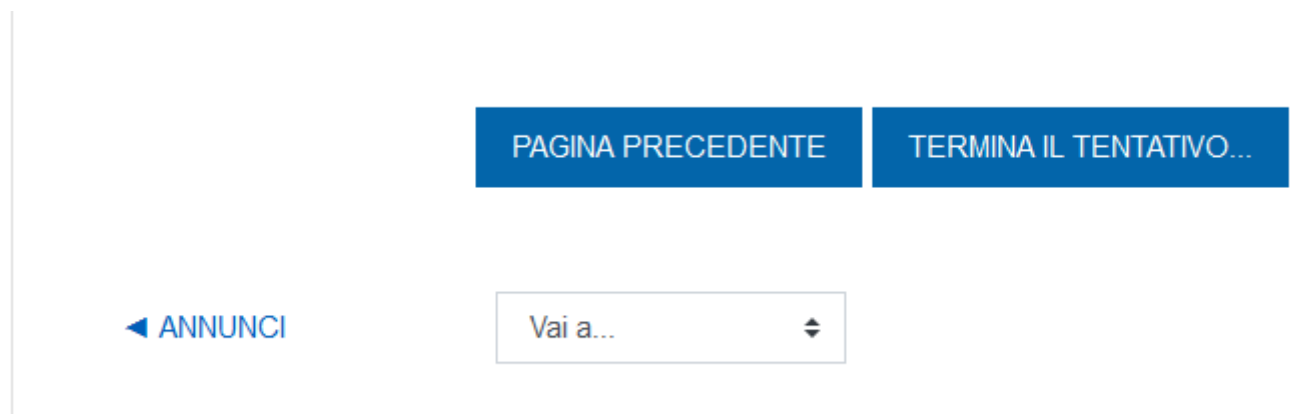 PAGINA PRECEDENTE TERMINA IL TENTATIVO...
◄ ANNUNCI Vai a...